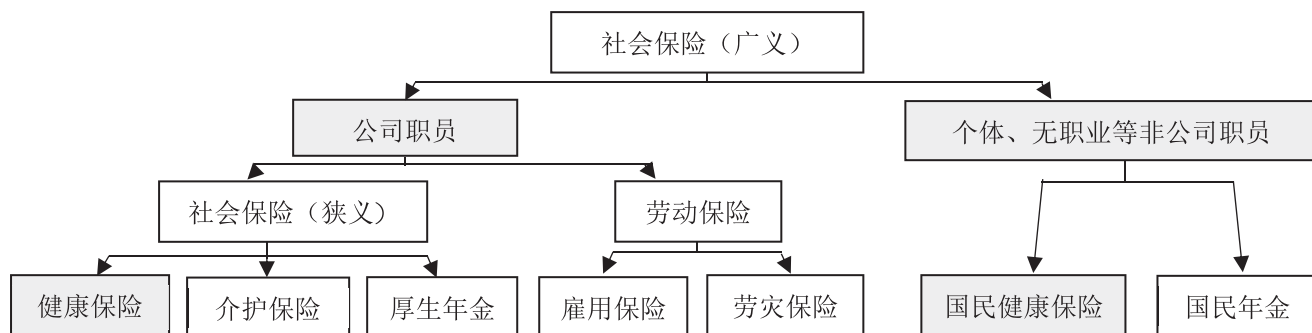 社会保险（广义）
公司职员
个体、无职业等非公司职员
社会保险（狭义）
劳动保险
健康保险
介护保险
厚生年金
雇用保险
劳灾保险
国民健康保险
国民年金